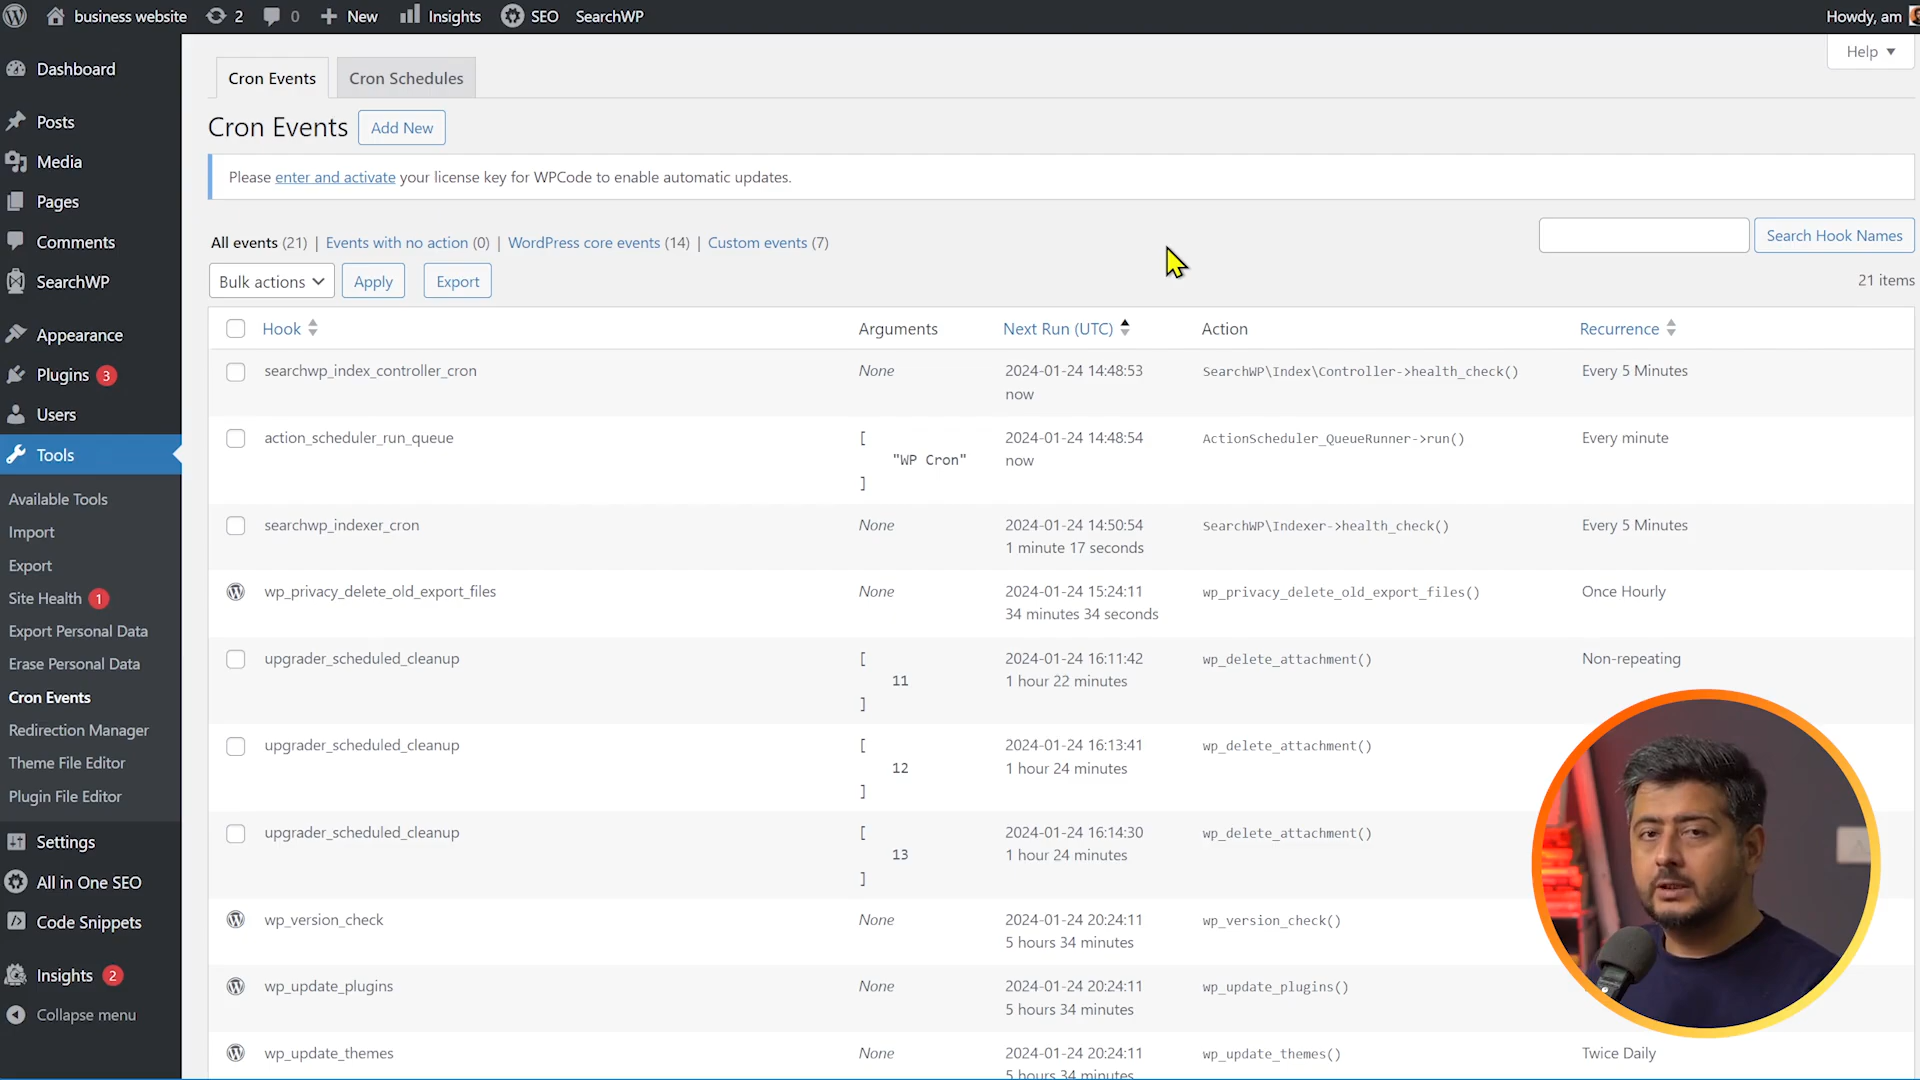 business website 2 0 New Insights SEO SearchWP Howdy, am
Help
Dashboard
Posts
Media
Pages
Comments
SearchWP
Appearance
Plugins 3
Users
Tools
Available Tools
Import
Export
Site Health 1
Export Personal Data
Erase Personal Data
Cron Events
Redirection Manager
Theme File Editor
Plugin File Editor
Settings
All in One SEO
Code Snippets
Insights 2
Collapse menu
Cron Events Cron Schedules
Cron Events Add New
Please enter and activate your license key for WPCode to enable automatic updates.
All events (21) | Events with no action (0) | WordPress core events (14) | Custom events (7)
Search Hook Names
Bulk actions Apply Export
21 items
Hook Arguments Next Run (UTC) Action Recurrence
searchwp_index_controller_cron None 2024-01-24 14:48:53 SearchWP\Index\Controller->health_check() Every 5 Minutes
now
action_scheduler_run_queue [ 2024-01-24 14:48:54 ActionScheduler_QueueRunner->run() Every minute
"WP Cron" now
]
searchwp_indexer_cron None 2024-01-24 14:50:54 SearchWP\Indexer->health_check() Every 5 Minutes
1 minute 17 seconds
wp_privacy_delete_old_export_files None 2024-01-24 15:24:11 wp_privacy_delete_old_export_files() Once Hourly
34 minutes 34 seconds
upgrader_scheduled_cleanup [ 2024-01-24 16:11:42 wp_delete_attachment() Non-repeating
11 1 hour 22 minutes
]
upgrader_scheduled_cleanup [ 2024-01-24 16:13:41 wp_delete_attachment()
12 1 hour 24 minutes
]
upgrader_scheduled_cleanup [ 2024-01-24 16:14:30 wp_delete_attachment()
13 1 hour 24 minutes
]
wp_version_check None 2024-01-24 20:24:11 wp_version_check()
5 hours 34 minutes
wp_update_plugins None 2024-01-24 20:24:11 wp_update_plugins()
5 hours 34 minutes
wp_update_themes None 2024-01-24 20:24:11 wp_update_themes() Twice Daily
5 hours 34 minutes